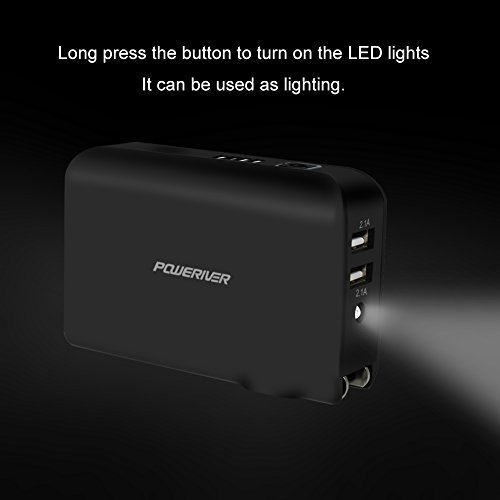 Long press the button to turn on the LED lights
It can be used as lighting.
2.1A
POWERIVER
2.1A